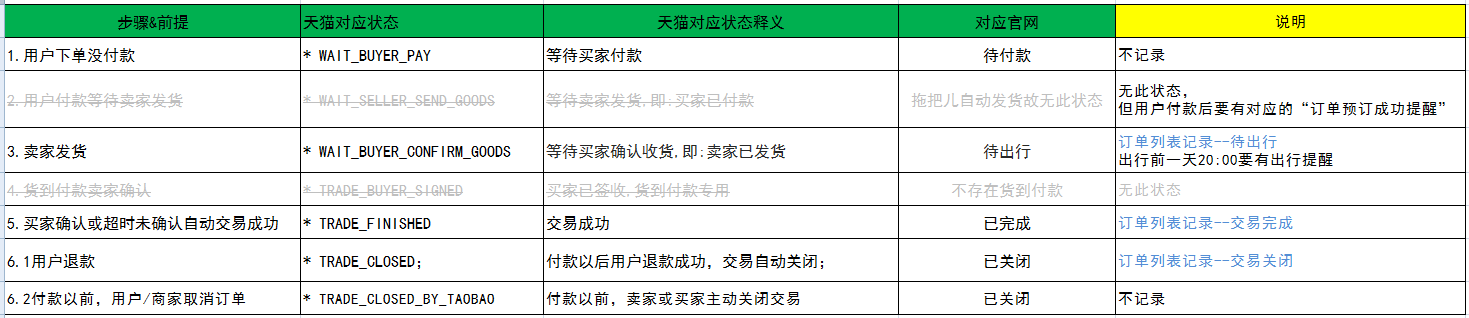 步骤&前提 天猫对应状态 天猫对应状态释义 对应官网 说明
1.用户下单没付款 * WAIT_BUYER_PAY 等待买家付款 待付款 不记录
2.用户付款等待卖家发货 * WAIT_SELLER_SEND_GOODS 等待卖家发货,即:买家已付款 拖把儿自动发货故无此状态 无此状态，
但用户付款后要有对应的“订单预订成功提醒”
3.卖家发货 * WAIT_BUYER_CONFIRM_GOODS 等待买家确认收货,即:卖家已发货 待出行 订单列表记录--待出行
出行前一天20:00要有出行提醒
4.货到付款卖家确认 * TRADE_BUYER_SIGNED 买家已签收,货到付款专用 不存在货到付款 无此状态
5.买家确认或超时未确认自动交易成功 * TRADE_FINISHED 交易成功 已完成 订单列表记录--交易完成
6.1用户退款 * TRADE_CLOSED; 付款以后用户退款成功，交易自动关闭; 已关闭 订单列表记录--交易关闭
6.2付款以前，用户/商家取消订单 * TRADE_CLOSED_BY_TAOBAO 付款以前，卖家或买家主动关闭交易 已关闭 不记录